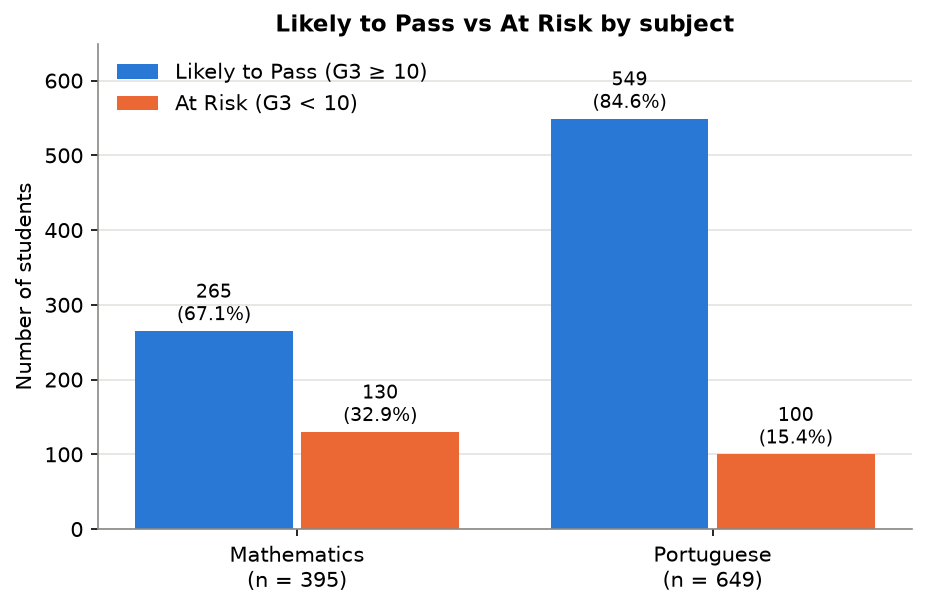 Likely to Pass vs At Risk by subject
Likely to Pass (G3 ≥ 10)
At Risk (G3 < 10)
Number of students
600
500
400
300
200
100
0
265
(67.1%)
130
(32.9%)
549
(84.6%)
100
(15.4%)
Mathematics
(n = 395)
Portuguese
(n = 649)